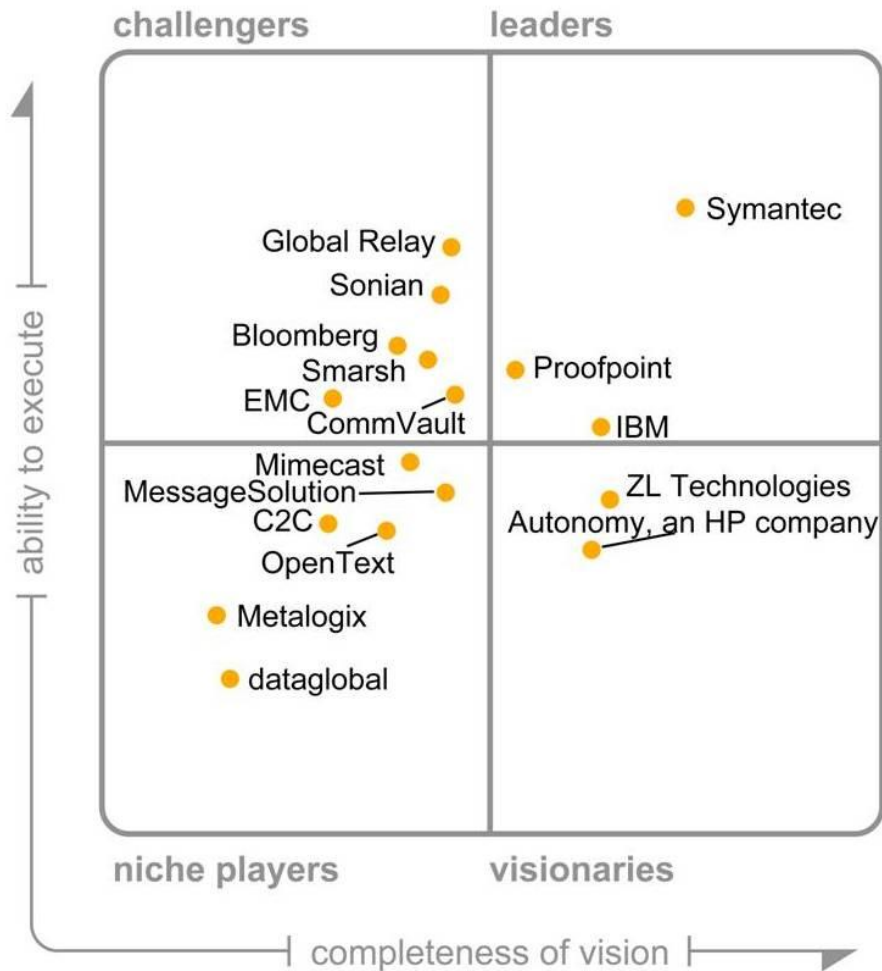 challengers
leaders
ability to execute
Symantec
Global Relay
Sonian
Bloomberg
Smarsh
Proofpoint
EMC
CommVault
IBM
Mimecast
MessageSolution
ZL Technologies
C2C
Autonomy, an HP company
OpenText
Metalogix
dataglobal
niche players
visionaries
completeness of vision